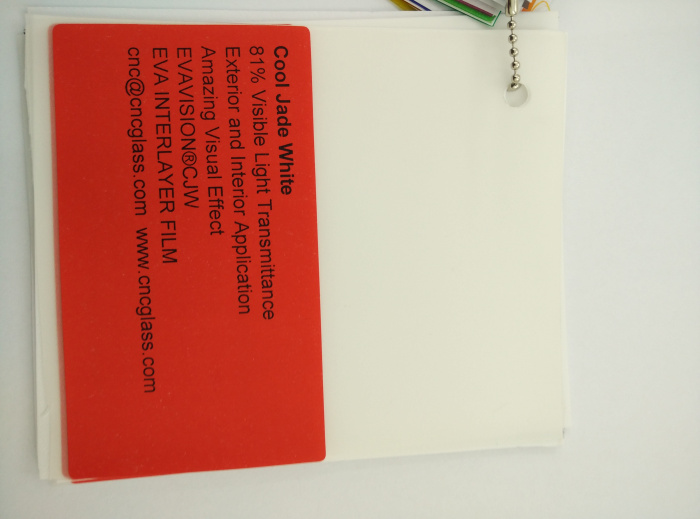 Cool Jade White
81% Visible Light Transmittance
Exterior and Interior Application
Amazing Visual Effect
EVAVISION®CJW
EVA INTERLAYER FILM
cnc@cncglass.com www.cncglass.com